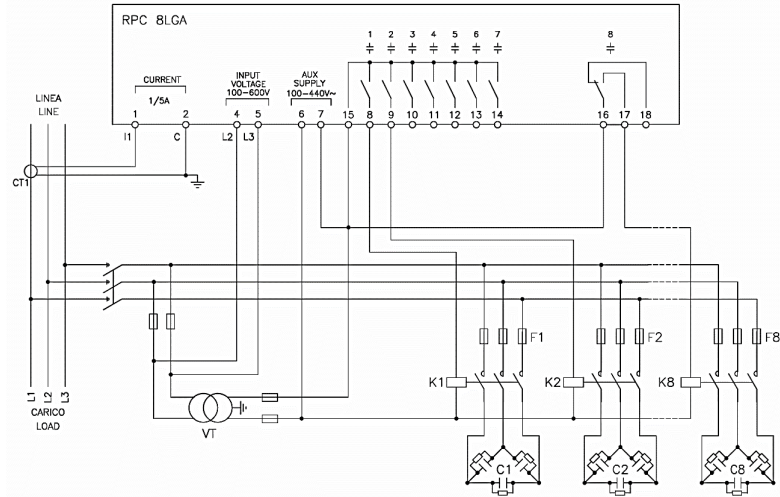 RPC 8LGA
1 2 3 4 5 6 7 8
CURRENT
1/5A
INPUT
VOLTAGE
100-600V
AUX
SUPPLY
100-440V~
LINEA
LINE
1 2 4 5 6 7 15 8 9 10 11 12 13 14 16 17 18
I1 C L2 L3
CT1
F1 F2 F8
K1 K2 K8
L1 L2 L3
CARICO
LOAD
VT
C1 C2 C8